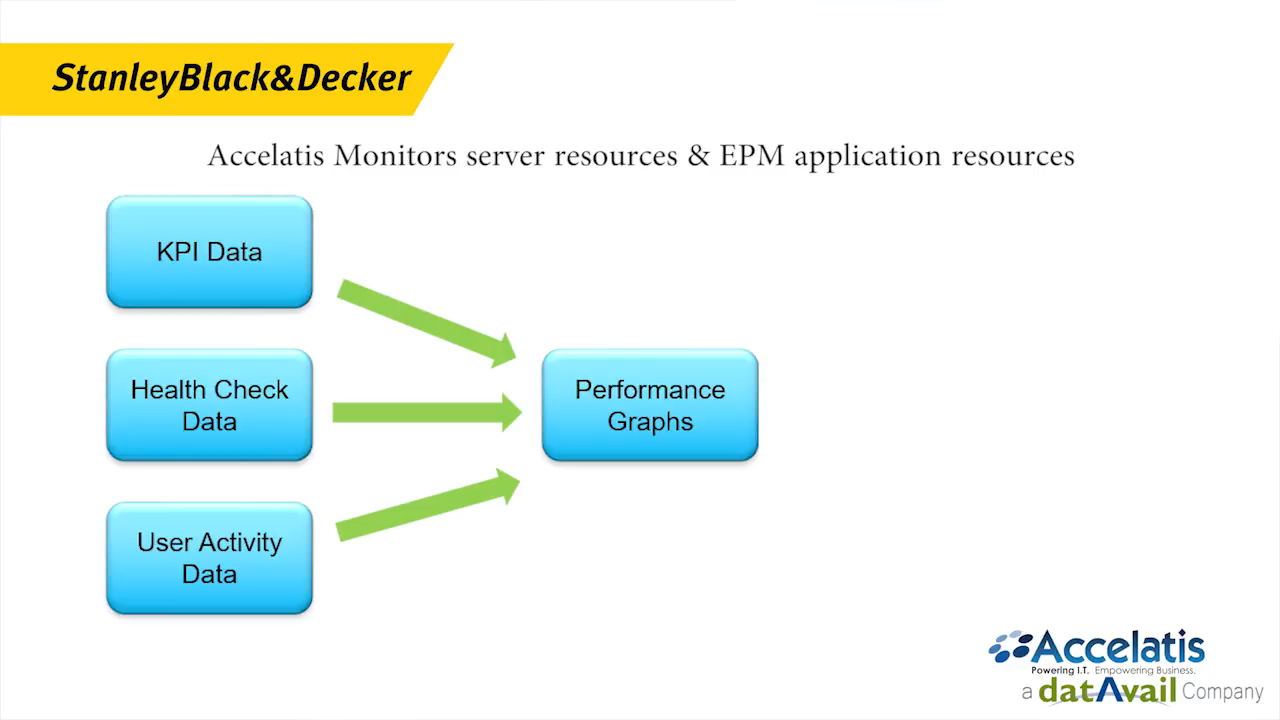 StanleyBlack&Decker
Accelatis Monitors server resources & EPM application resources
KPI Data
Health Check
Data
User Activity
Data
Performance
Graphs
Accelatis
Powering I.T. Empowering Business.
a datAvail Company